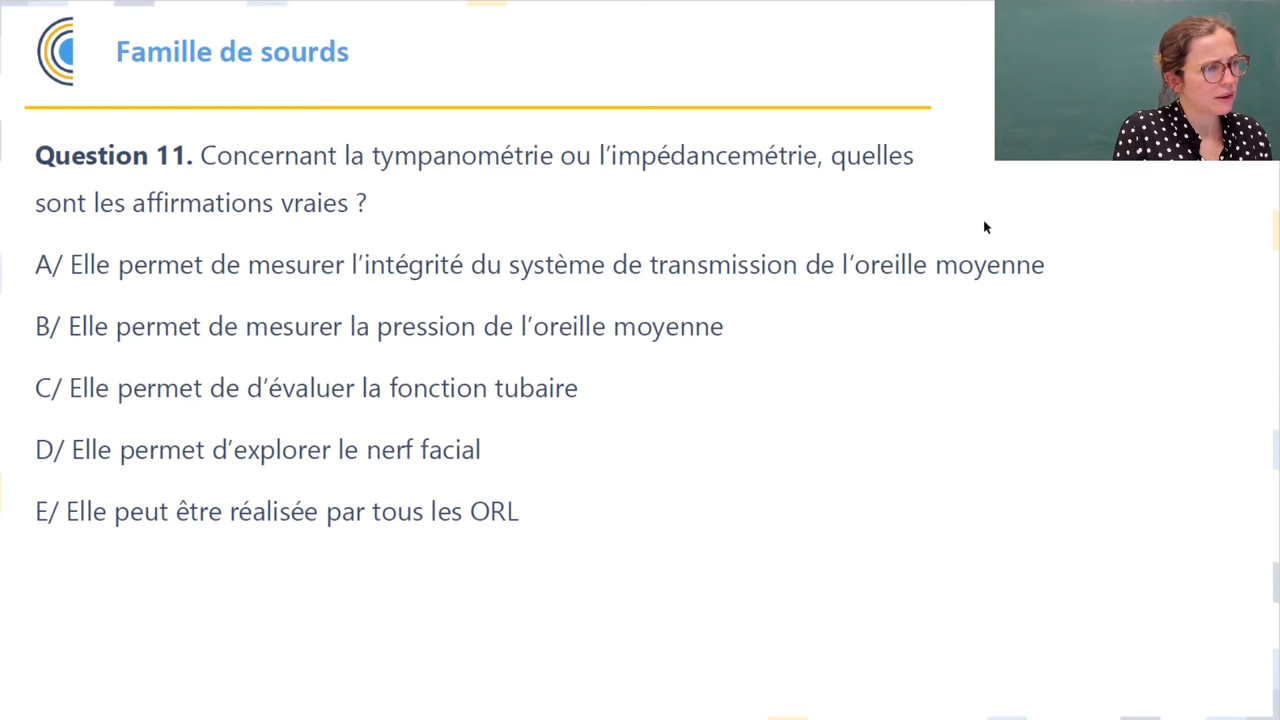 Famille de sourds
Question 11. Concernant la tympanométrie ou l’impédancemétrie, quelles
sont les affirmations vraies ?
A/ Elle permet de mesurer l’intégrité du système de transmission de l’oreille moyenne
B/ Elle permet de mesurer la pression de l’oreille moyenne
C/ Elle permet de d’évaluer la fonction tubaire
D/ Elle permet d’explorer le nerf facial
E/ Elle peut être réalisée par tous les ORL